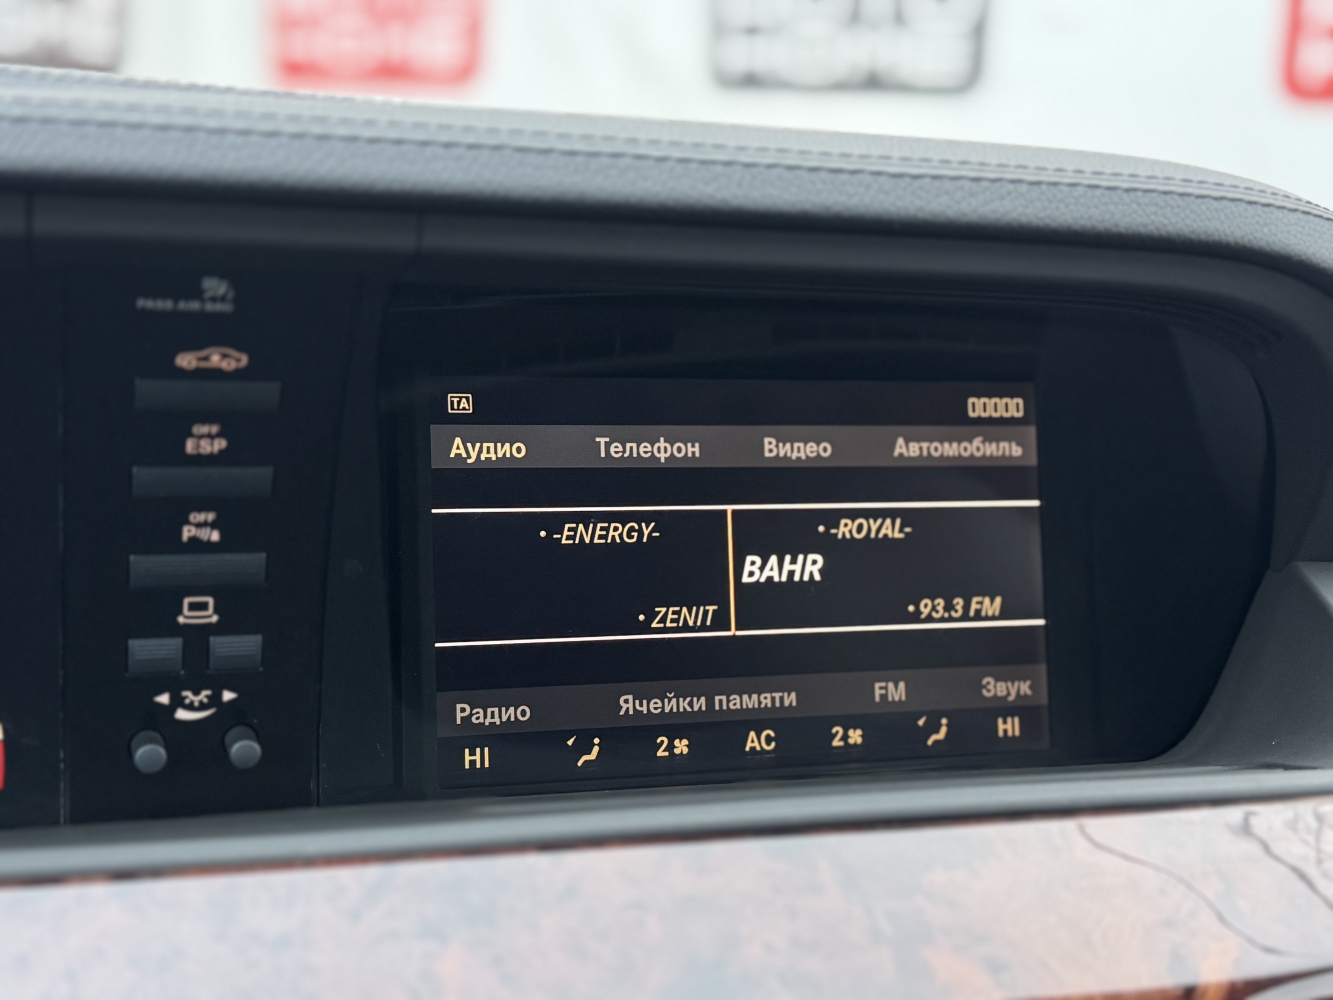 PASS AIR BAG
OFF
ESP
OFF
P
TA
00000
Аудио Телефон Видео Автомобиль
• -ENERGY- • -ROYAL-
BAHR
• ZENIT • 93.3 FM
Радио Ячейки памяти FM Звук
HI 2 AC 2 HI